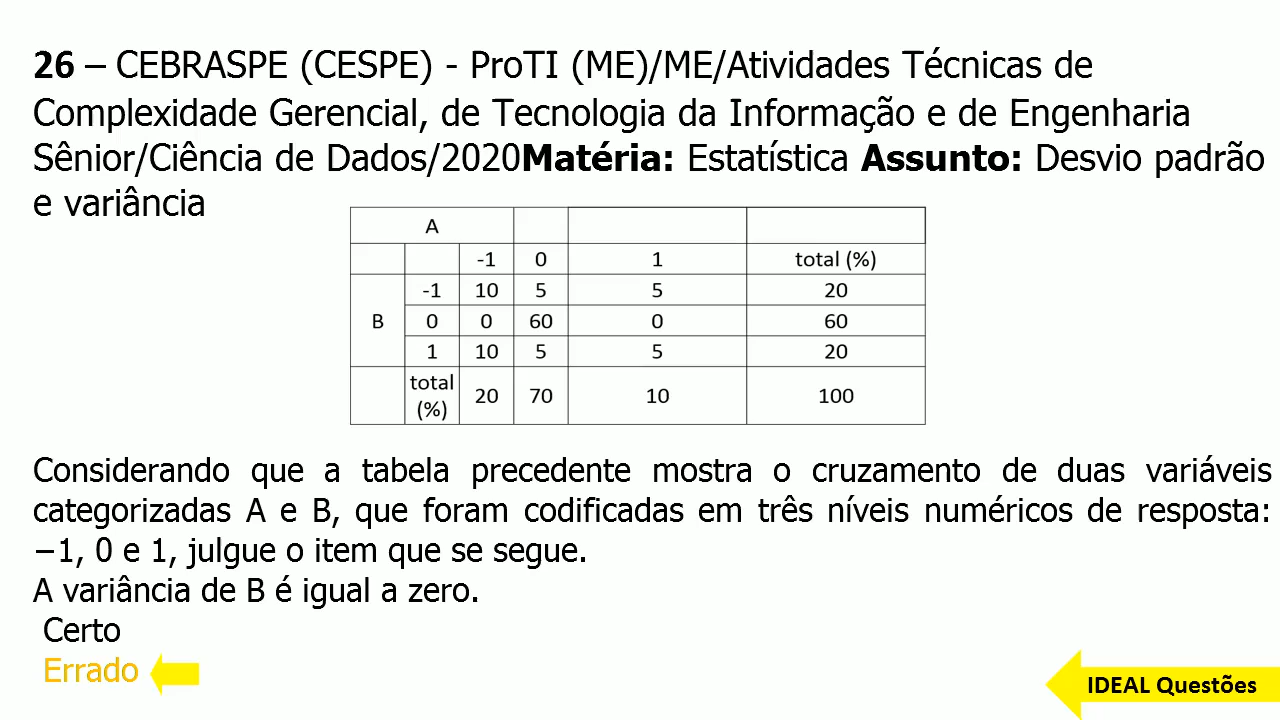 26 – CEBRASPE (CESPE) - ProTI (ME)/ME/Atividades Técnicas de
Complexidade Gerencial, de Tecnologia da Informação e de Engenharia
Sênior/Ciência de Dados/2020Matéria: Estatística Assunto: Desvio padrão
e variância
A
-1 0 1 total (%)
-1 10 5 5 20
B 0 0 60 0 60
1 10 5 5 20
total
(%) 20 70 10 100
Considerando que a tabela precedente mostra o cruzamento de duas variáveis
categorizadas A e B, que foram codificadas em três níveis numéricos de resposta:
−1, 0 e 1, julgue o item que se segue.
A variância de B é igual a zero.
Certo
Errado
IDEAL Questões